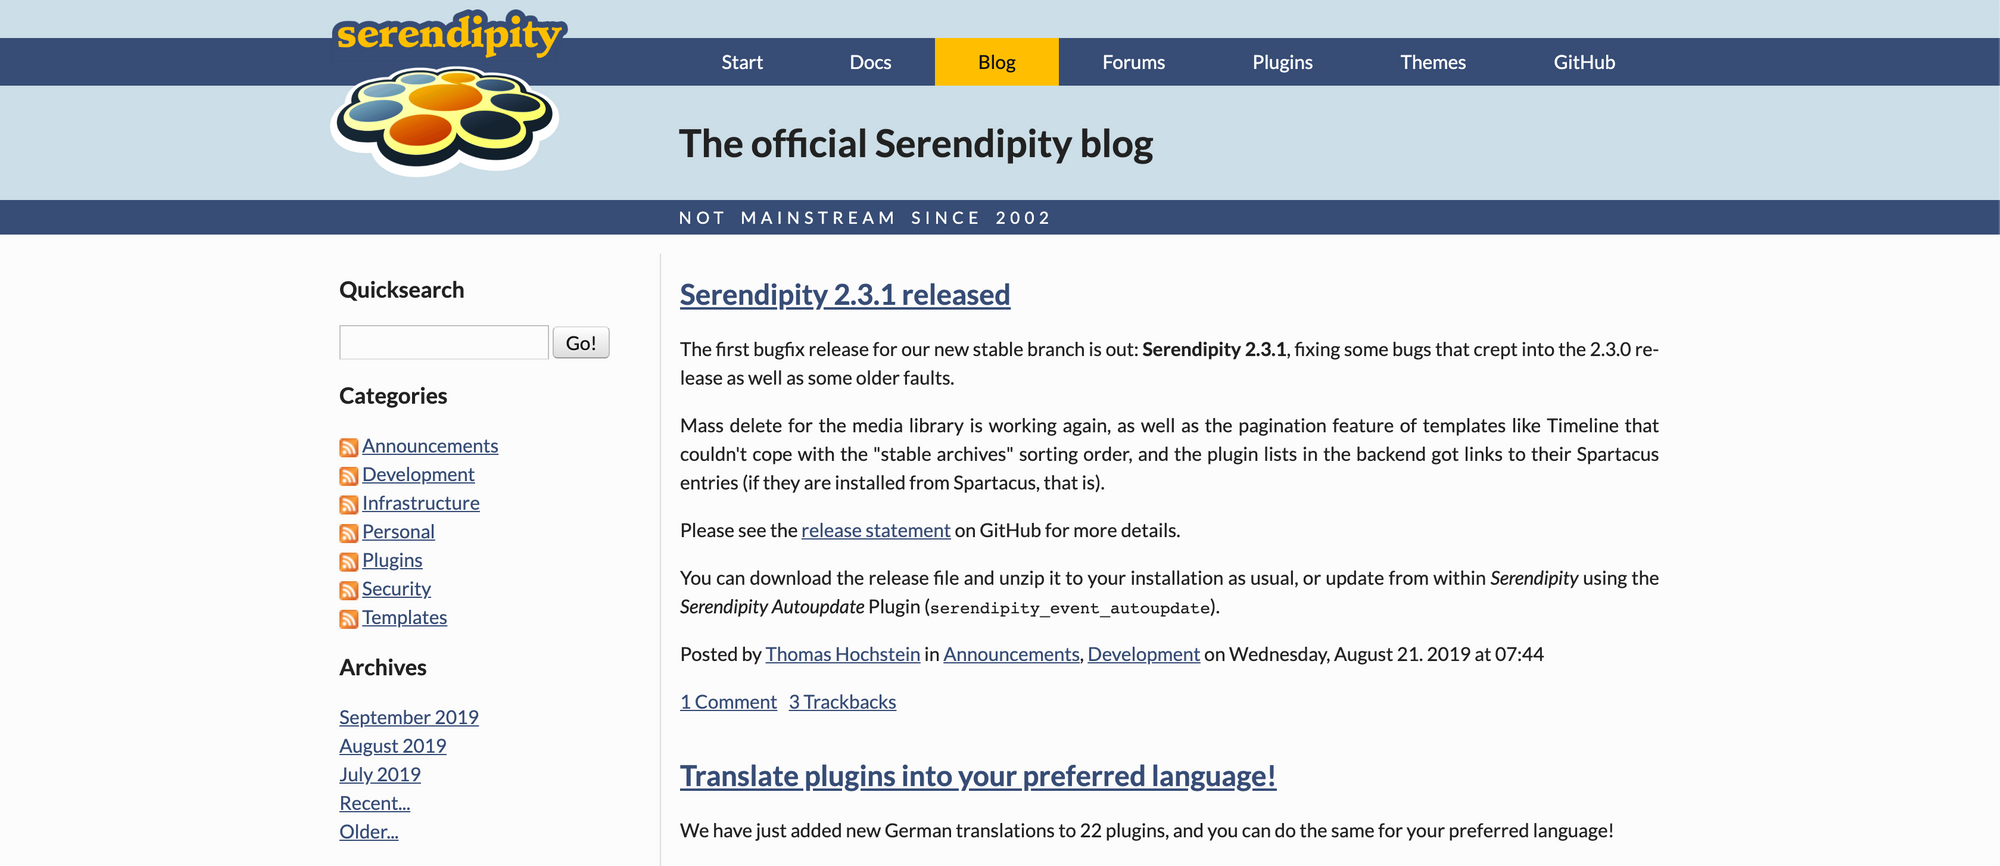 serendipity
Start Docs Blog Forums Plugins Themes GitHub
The official Serendipity blog
NOT MAINSTREAM SINCE 2002
Quicksearch
Go!
Categories
Announcements
Development
Infrastructure
Personal
Plugins
Security
Templates
Archives
September 2019
August 2019
July 2019
Recent...
Older...
Serendipity 2.3.1 released
The first bugfix release for our new stable branch is out: Serendipity 2.3.1, fixing some bugs that crept into the 2.3.0 re-
lease as well as some older faults.
Mass delete for the media library is working again, as well as the pagination feature of templates like Timeline that
couldn't cope with the "stable archives" sorting order, and the plugin lists in the backend got links to their Spartacus
entries (if they are installed from Spartacus, that is).
Please see the release statement on GitHub for more details.
You can download the release file and unzip it to your installation as usual, or update from within Serendipity using the
Serendipity Autoupdate Plugin (serendipity_event_autoupdate).
Posted by Thomas Hochstein in Announcements, Development on Wednesday, August 21. 2019 at 07:44
1 Comment 3 Trackbacks
Translate plugins into your preferred language!
We have just added new German translations to 22 plugins, and you can do the same for your preferred language!